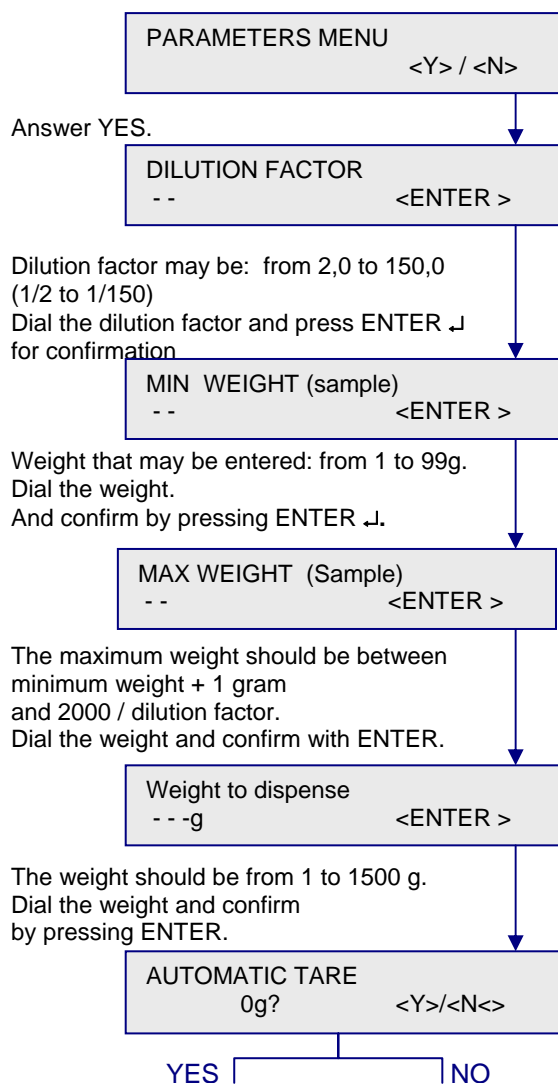 PARAMETERS MENU
<Y> / <N>
Answer YES.
DILUTION FACTOR
- - <ENTER >
Dilution factor may be: from 2,0 to 150,0
(1/2 to 1/150)
Dial the dilution factor and press ENTER ↵
for confirmation
MIN WEIGHT (sample)
- - <ENTER >
Weight that may be entered: from 1 to 99g.
Dial the weight.
And confirm by pressing ENTER ↵.
MAX WEIGHT (Sample)
- - <ENTER >
The maximum weight should be between
minimum weight + 1 gram
and 2000 / dilution factor.
Dial the weight and confirm with ENTER.
Weight to dispense
- - -g <ENTER >
The weight should be from 1 to 1500 g.
Dial the weight and confirm
by pressing ENTER.
AUTOMATIC TARE
0g? <Y>/<N<>
YES NO